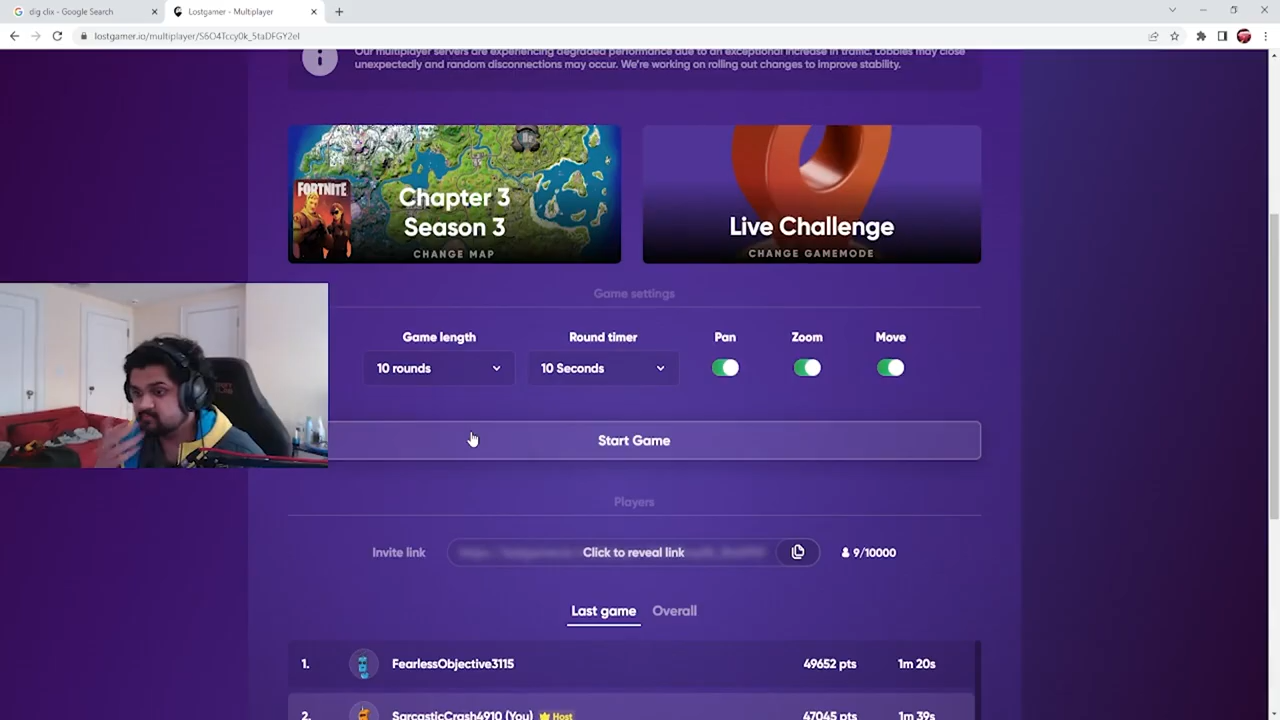 dig clix - Google Search
Lostgamer - Multiplayer
lostgamer.io/multiplayer/S6O4Tccy0k_5taDFGY2eI
Our multiplayer servers are experiencing degraded performance due to an exceptional increase in traffic. Lobbies may close
unexpectedly and random disconnections may occur. We're working on rolling out changes to improve stability.
FORTNITE
Chapter 3
Season 3
CHANGE MAP
Live Challenge
CHANGE GAMEMODE
Game settings
Game length
Round timer
Pan
Zoom
Move
10 rounds
10 Seconds
Start Game
Players
Invite link
Click to reveal link
9/10000
Last game
Overall
1.
FearlessObjective3115
49652 pts
1m 20s
2.
SarcasticCrash4910 (You)
Host
47045 pts
1m 39s